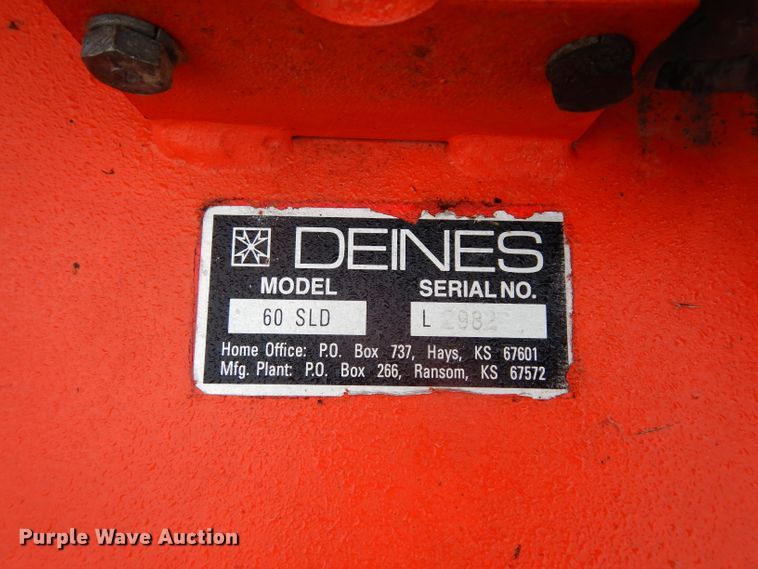 DEINES
MODEL SERIAL NO.
60 SLD L
Home Office: P.O. Box 737, Hays, KS 67601
Mfg. Plant: P.O. Box 266, Ransom, KS 67572
Purple Wave Auction